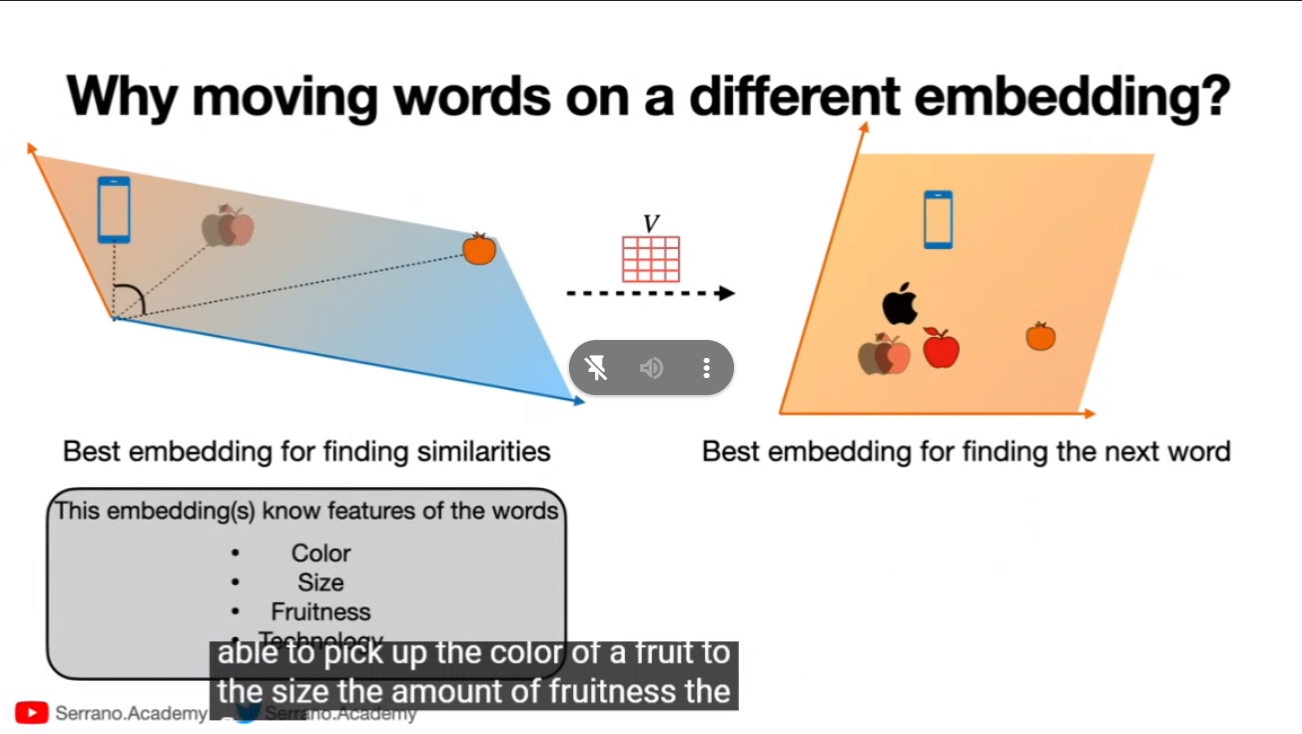 Why moving words on a different embedding?
V
Best embedding for finding similarities
Best embedding for finding the next word
This embedding(s) know features of the words
• Color
• Size
• Fruitness
• Technology
able to pick up the color of a fruit to
the size the amount of fruitness the
Serrano.Academy
Serrano.Academy